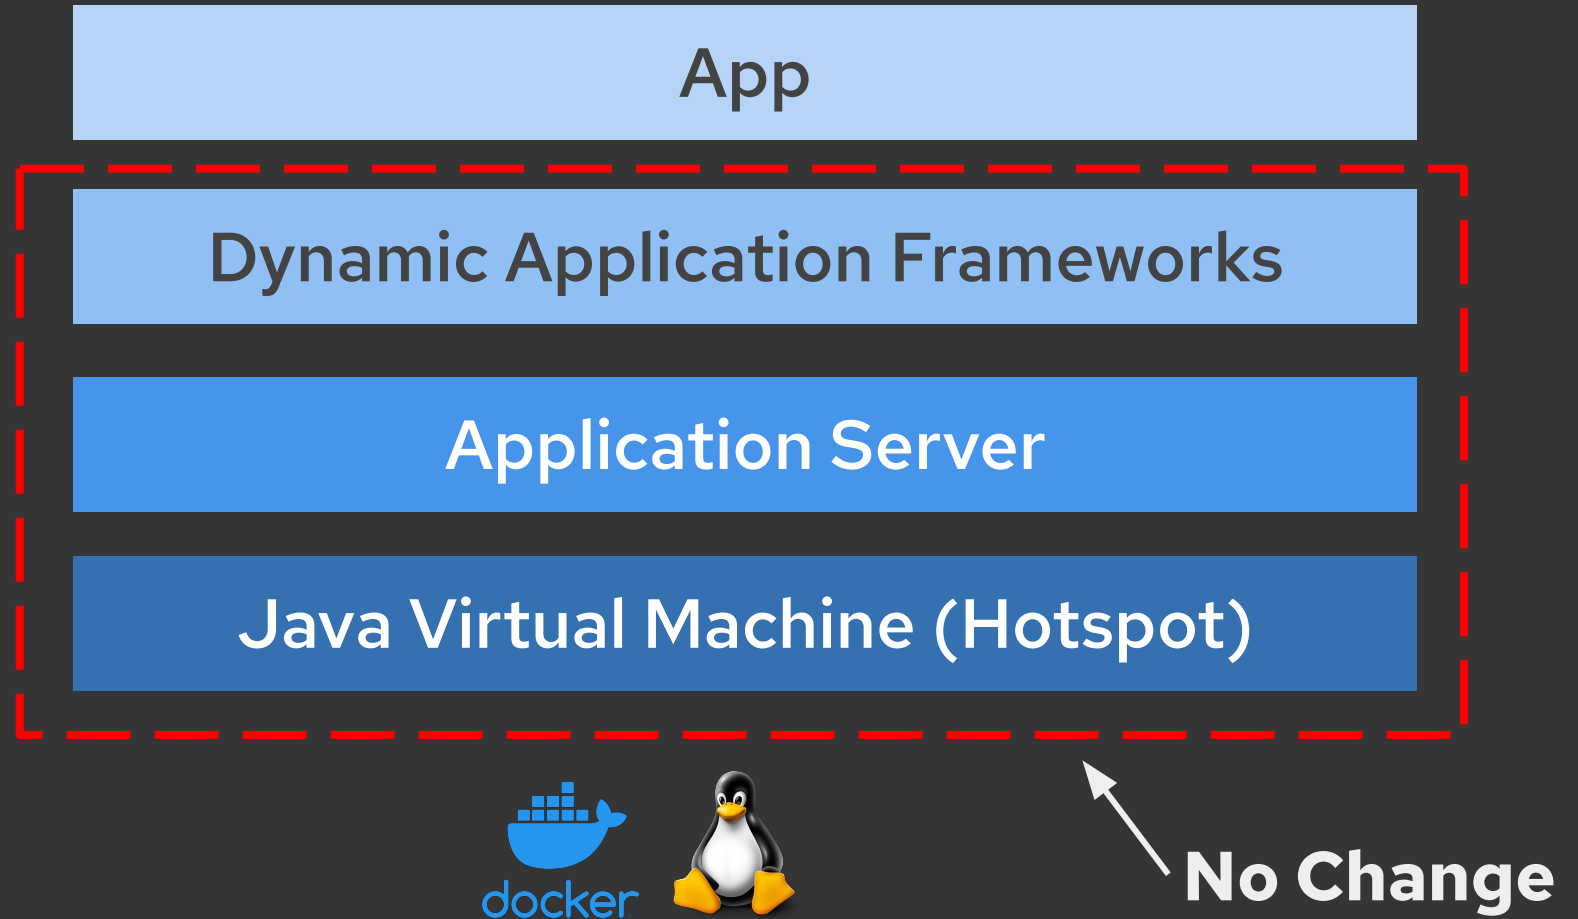 App
Dynamic Application Frameworks
Application Server
Java Virtual Machine (Hotspot)
docker
No Change